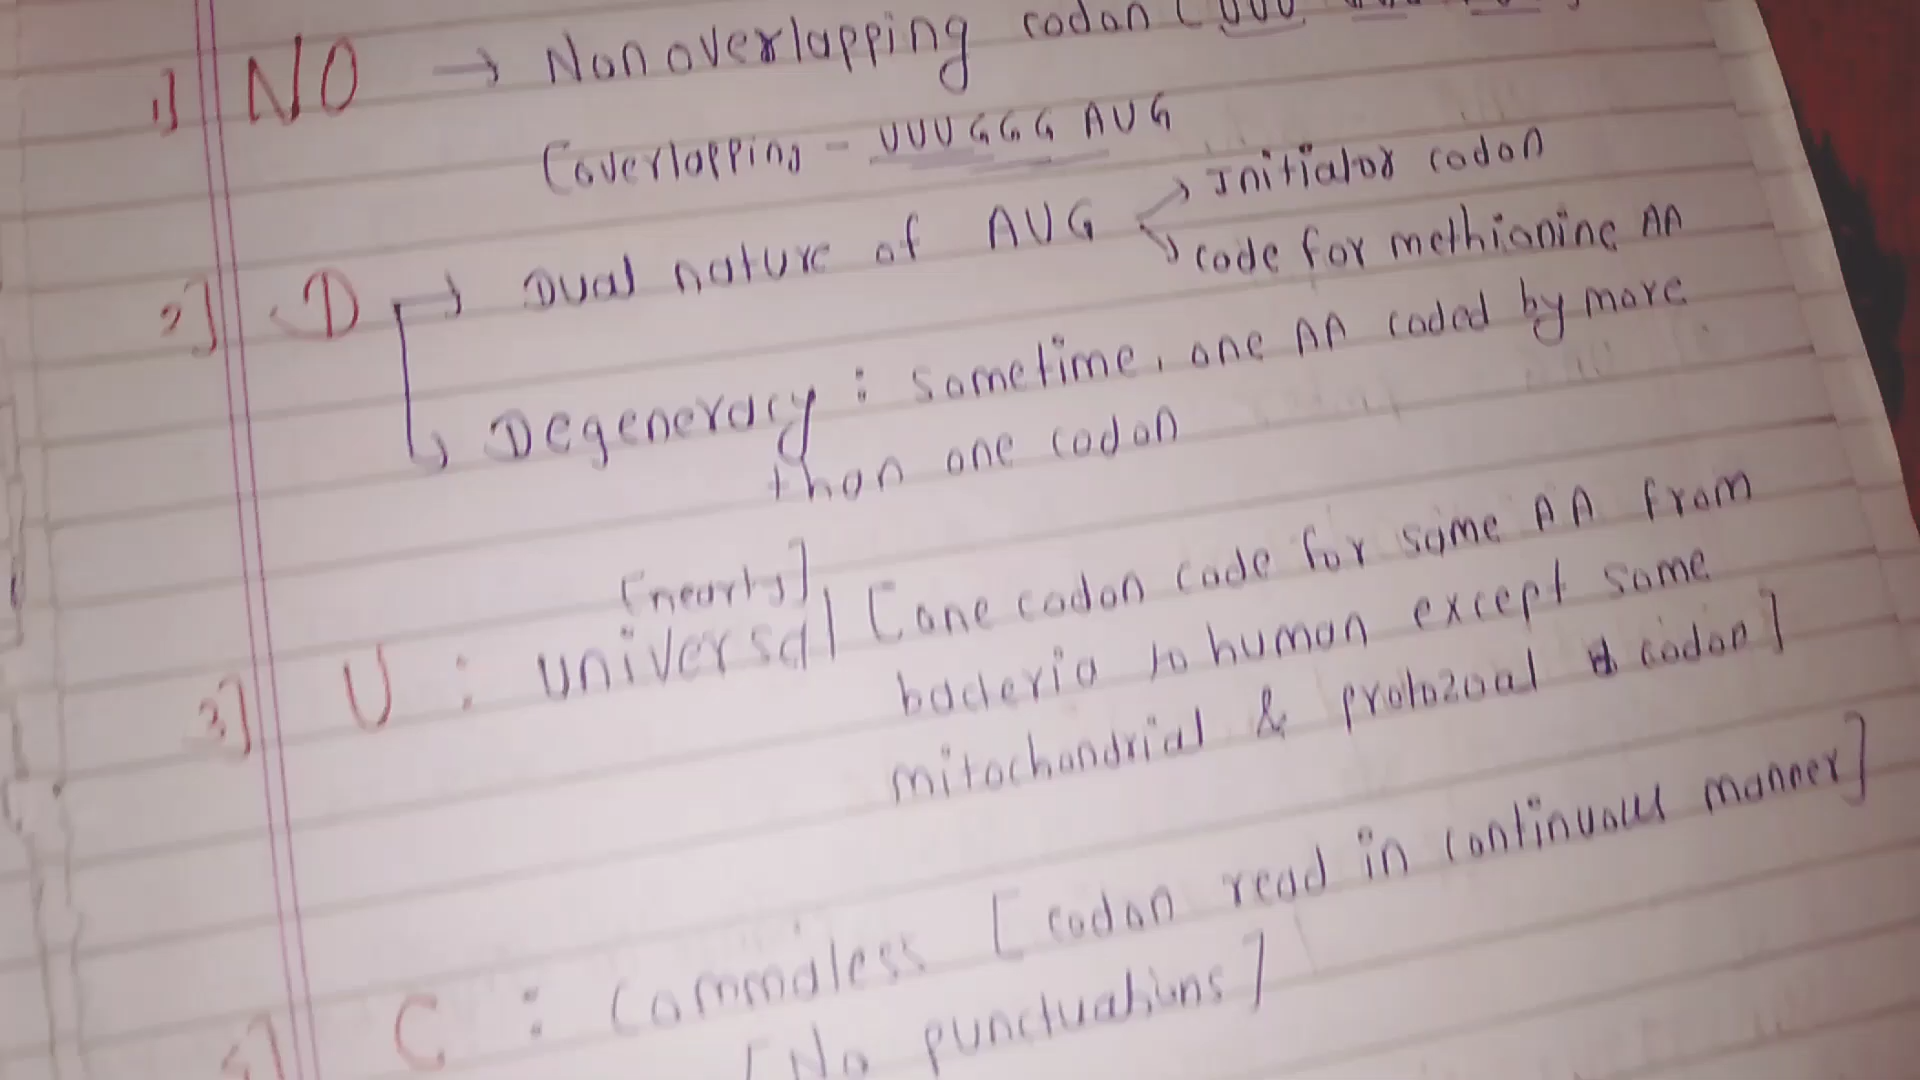 1] NO → Nonoverlapping codon ( UUU
[overlapping - UUUGGG AUG
2] D → Dual nature of AUG → Initiator codon
→ code for methionine AA
→ Degeneracy : sometime, one AA coded by more
than one codon
[nearly]
3] U : universal [one codon code for same AA from
bacteria to human except some
mitochondrial & protozoal codon]
C : Commaless [codon read in continuous manner]
[No punctuations]